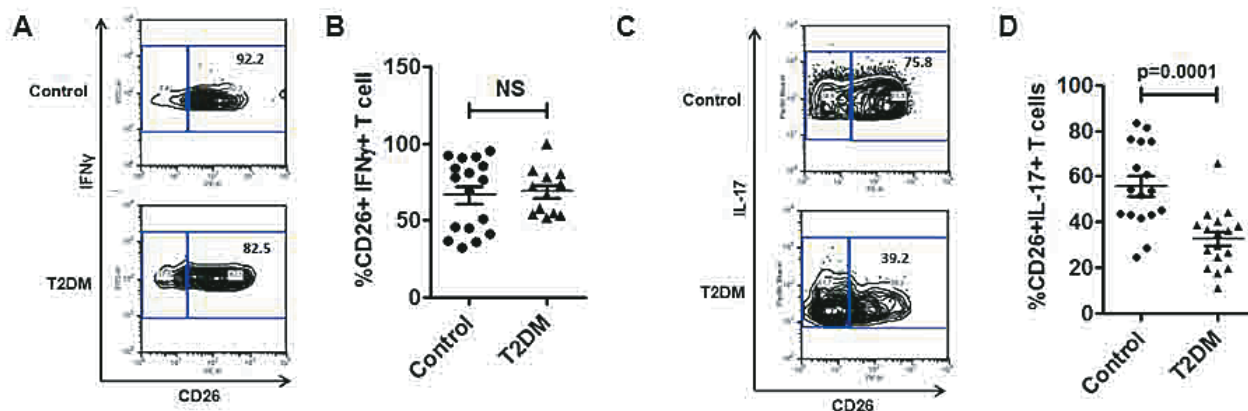 A
Control
92.2
IFNγ
T2DM
82.5
CD26
B
%CD26+ IFNγ+ T cell
150
100
50
0
NS
Control
T2DM
C
Control
75.8
IL-17
T2DM
39.2
CD26
D
%CD26+IL-17+ T cells
100
80
60
40
20
0
p=0.0001
Control
T2DM